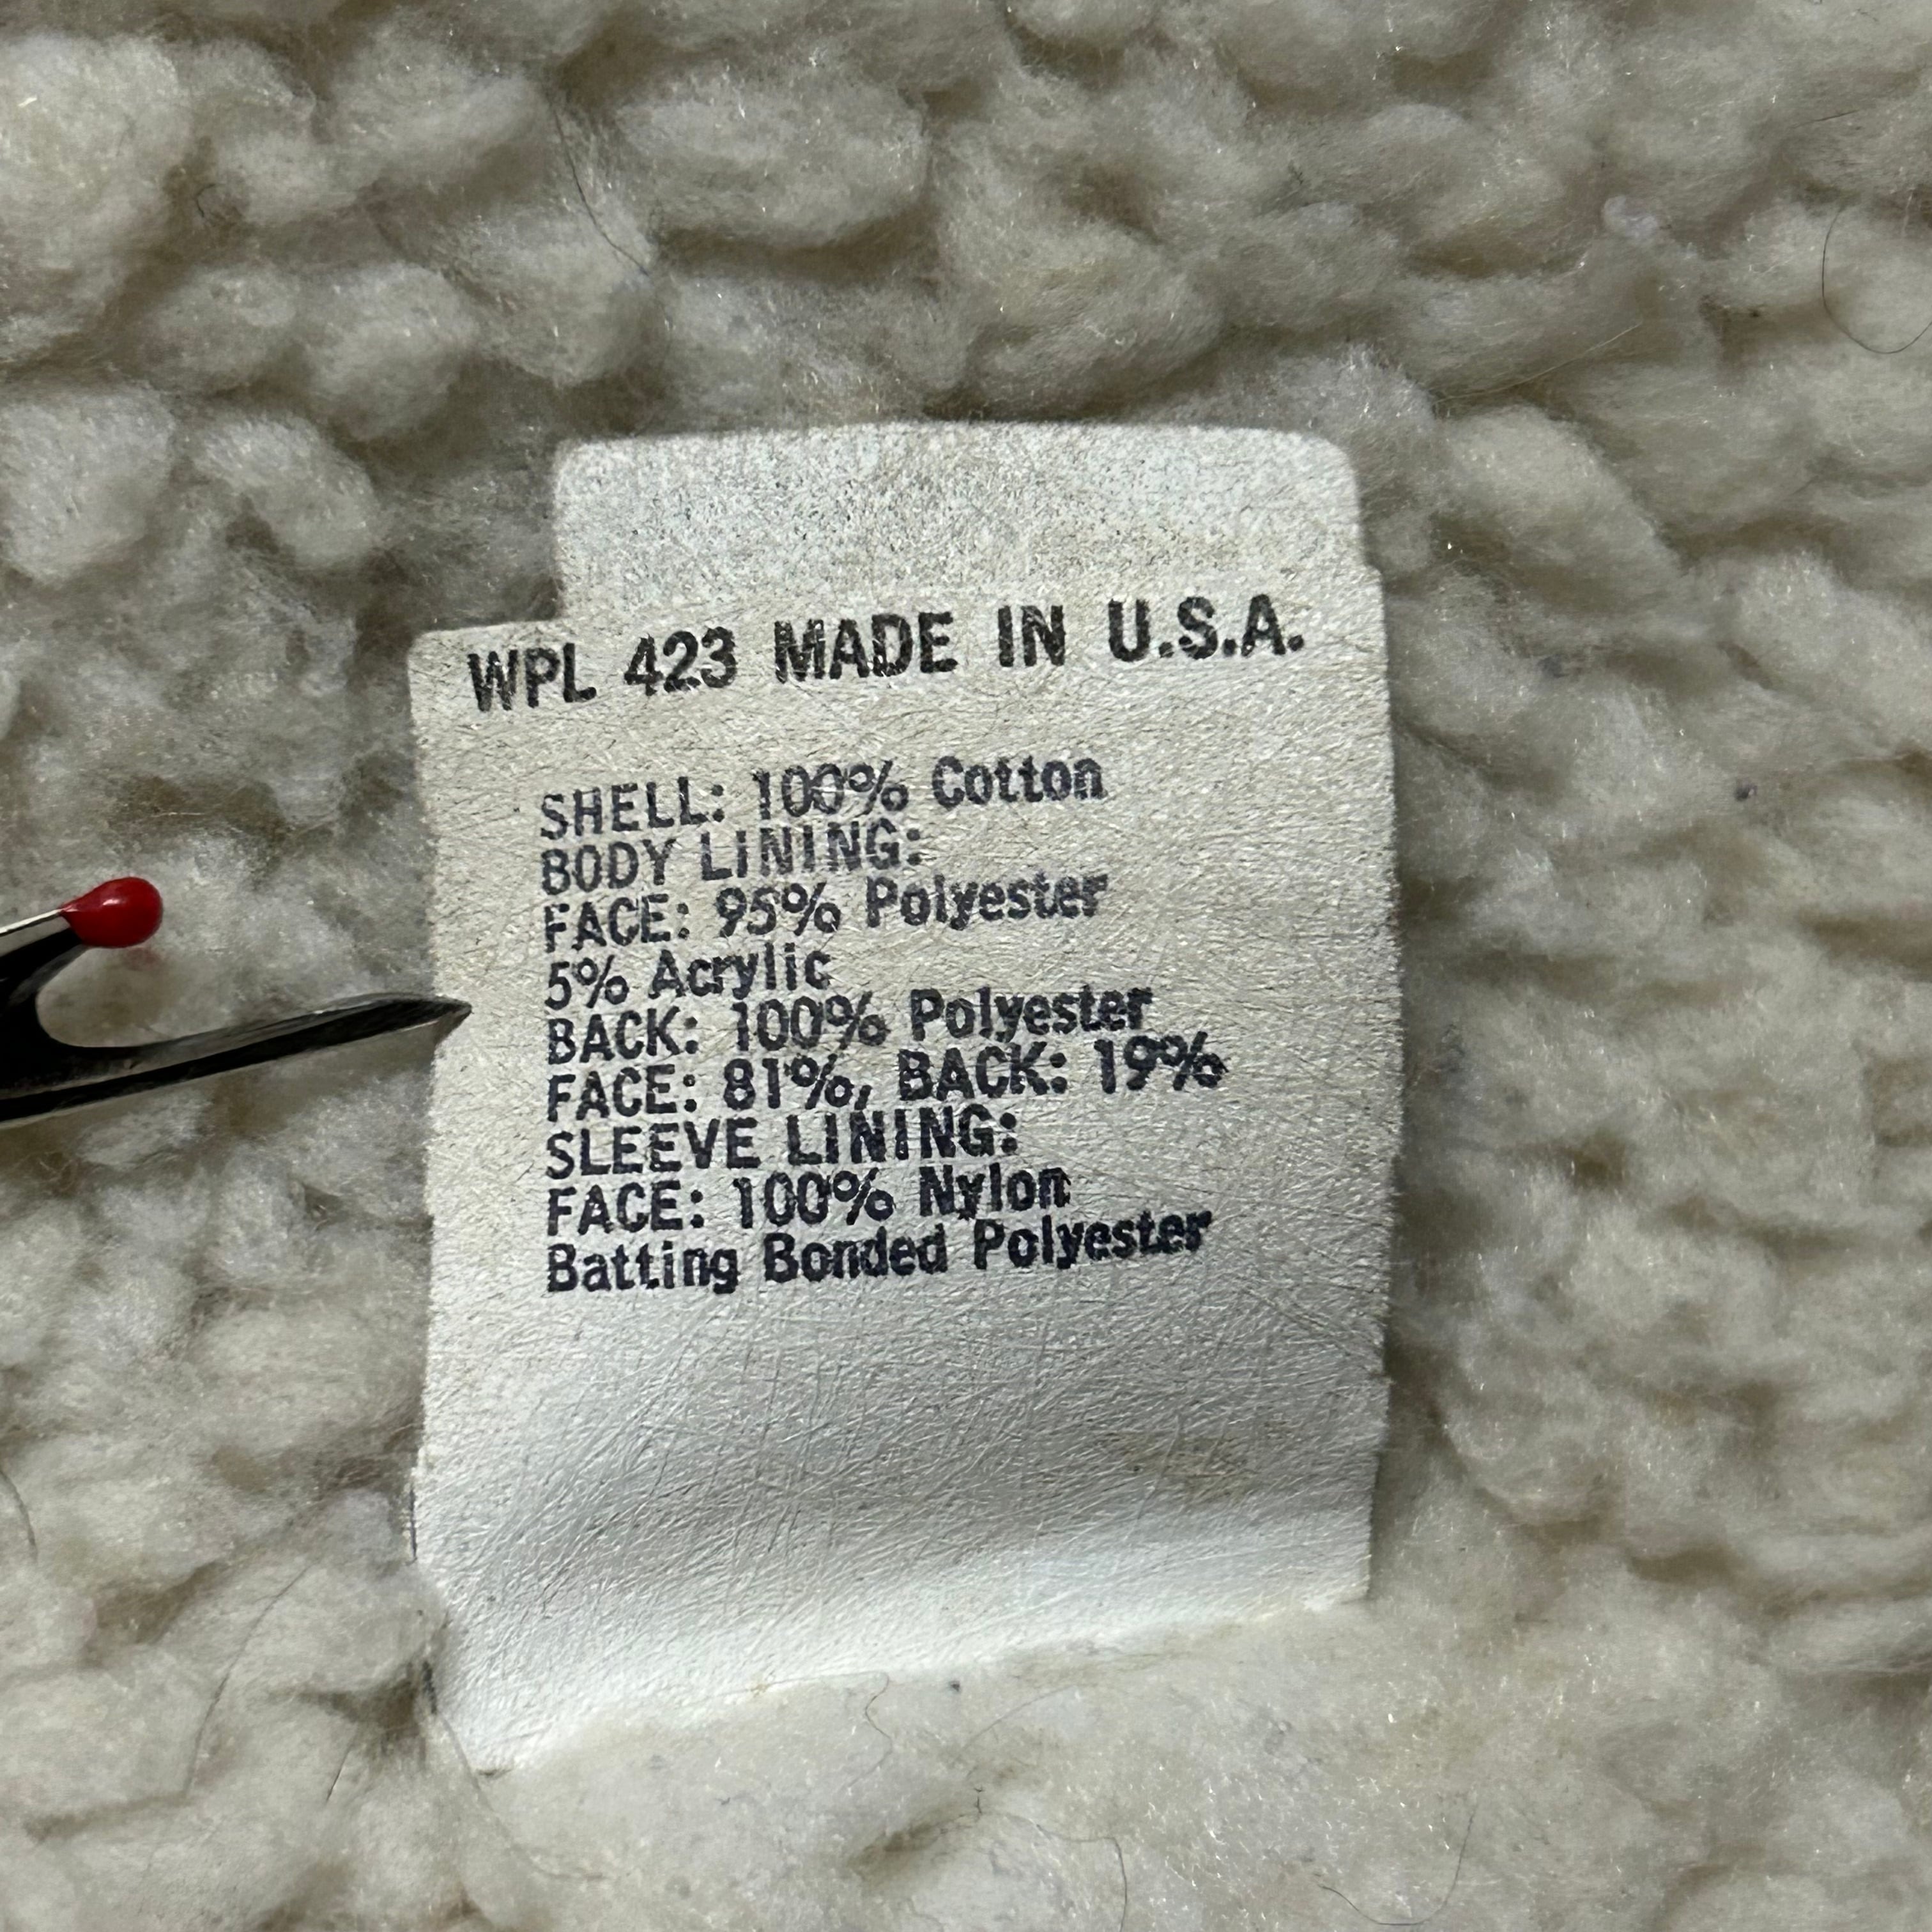 WPL 423 MADE IN U.S.A.
SHELL: 100% Cotton
BODY LINING:
FACE: 95% Polyester
5% Acrylic
BACK: 100% Polyester
FACE: 81%, BACK: 19%
SLEEVE LINING:
FACE: 100% Nylon
Batting Bonded Polyester